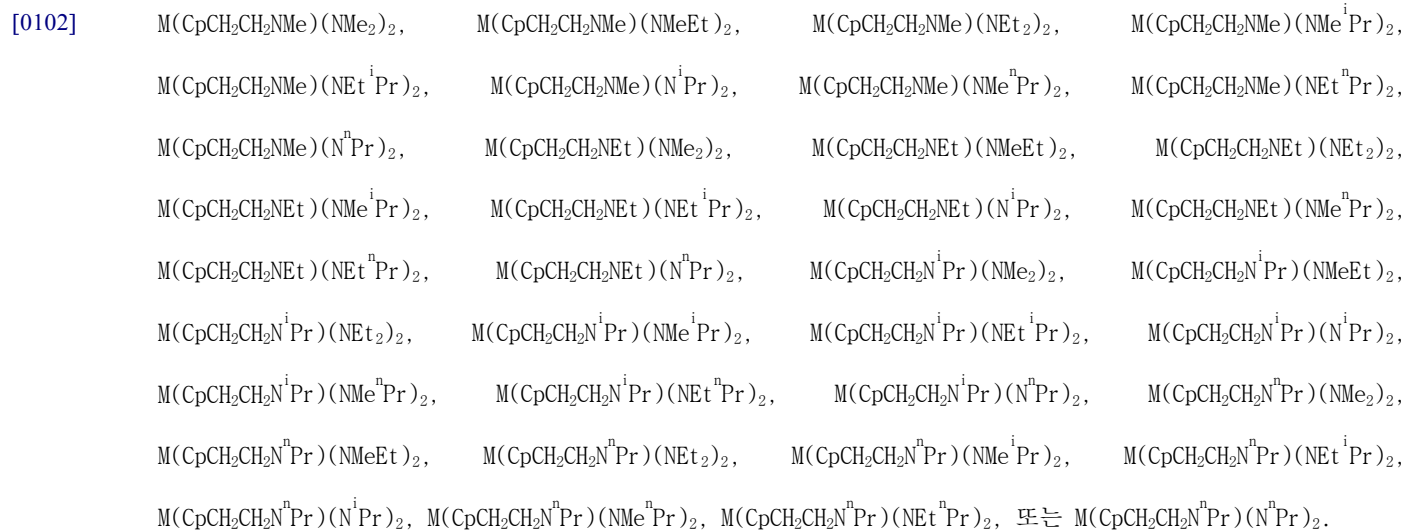 [0102] M(CpCH₂CH₂NMe)(NMe₂)₂, M(CpCH₂CH₂NMe)(NMeEt)₂, M(CpCH₂CH₂NMe)(NEt₂)₂, M(CpCH₂CH₂NMe)(NMeⁱPr)₂,
M(CpCH₂CH₂NMe)(NEtⁱPr)₂, M(CpCH₂CH₂NMe)(NⁱPr)₂, M(CpCH₂CH₂NMe)(NMeⁿPr)₂, M(CpCH₂CH₂NMe)(NEtⁿPr)₂,
M(CpCH₂CH₂NMe)(NⁿPr)₂, M(CpCH₂CH₂NEt)(NMe₂)₂, M(CpCH₂CH₂NEt)(NMeEt)₂, M(CpCH₂CH₂NEt)(NEt₂)₂,
M(CpCH₂CH₂NEt)(NMeⁱPr)₂, M(CpCH₂CH₂NEt)(NEtⁱPr)₂, M(CpCH₂CH₂NEt)(NⁱPr)₂, M(CpCH₂CH₂NEt)(NMeⁿPr)₂,
M(CpCH₂CH₂NEt)(NEtⁿPr)₂, M(CpCH₂CH₂NEt)(NⁿPr)₂, M(CpCH₂CH₂NⁱPr)(NMe₂)₂, M(CpCH₂CH₂NⁱPr)(NMeEt)₂,
M(CpCH₂CH₂NⁱPr)(NEt₂)₂, M(CpCH₂CH₂NⁱPr)(NMeⁱPr)₂, M(CpCH₂CH₂NⁱPr)(NEtⁱPr)₂, M(CpCH₂CH₂NⁱPr)(NⁱPr)₂,
M(CpCH₂CH₂NⁱPr)(NMeⁿPr)₂, M(CpCH₂CH₂NⁱPr)(NEtⁿPr)₂, M(CpCH₂CH₂NⁱPr)(NⁿPr)₂, M(CpCH₂CH₂NⁿPr)(NMe₂)₂,
M(CpCH₂CH₂NⁿPr)(NMeEt)₂, M(CpCH₂CH₂NⁿPr)(NEt₂)₂, M(CpCH₂CH₂NⁿPr)(NMeⁱPr)₂, M(CpCH₂CH₂NⁿPr)(NEtⁱPr)₂,
M(CpCH₂CH₂NⁿPr)(NⁱPr)₂, M(CpCH₂CH₂NⁿPr)(NMeⁿPr)₂, M(CpCH₂CH₂NⁿPr)(NEtⁿPr)₂, 또는 M(CpCH₂CH₂NⁿPr)(NⁿPr)₂.